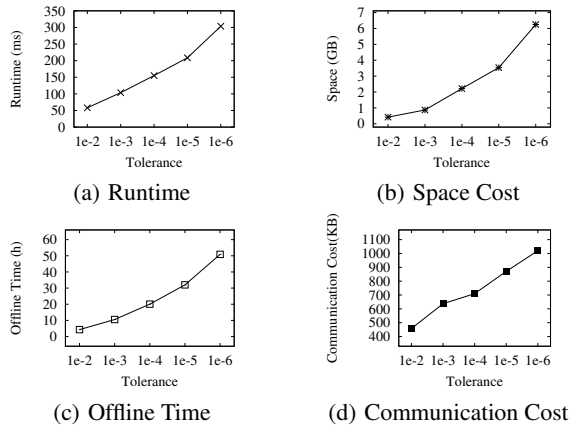 350
300
250
200
150
100
50
0
Runtime (ms)
1e-2 1e-3 1e-4 1e-5 1e-6
Tolerance
(a) Runtime
7
6
5
4
3
2
1
0
Space (GB)
1e-2 1e-3 1e-4 1e-5 1e-6
Tolerance
(b) Space Cost
60
50
40
30
20
10
0
Offline Time (h)
1e-2 1e-3 1e-4 1e-5 1e-6
Tolerance
(c) Offline Time
1100
1000
900
800
700
600
500
400
Communication Cost(KB)
1e-2 1e-3 1e-4 1e-5 1e-6
Tolerance
(d) Communication Cost